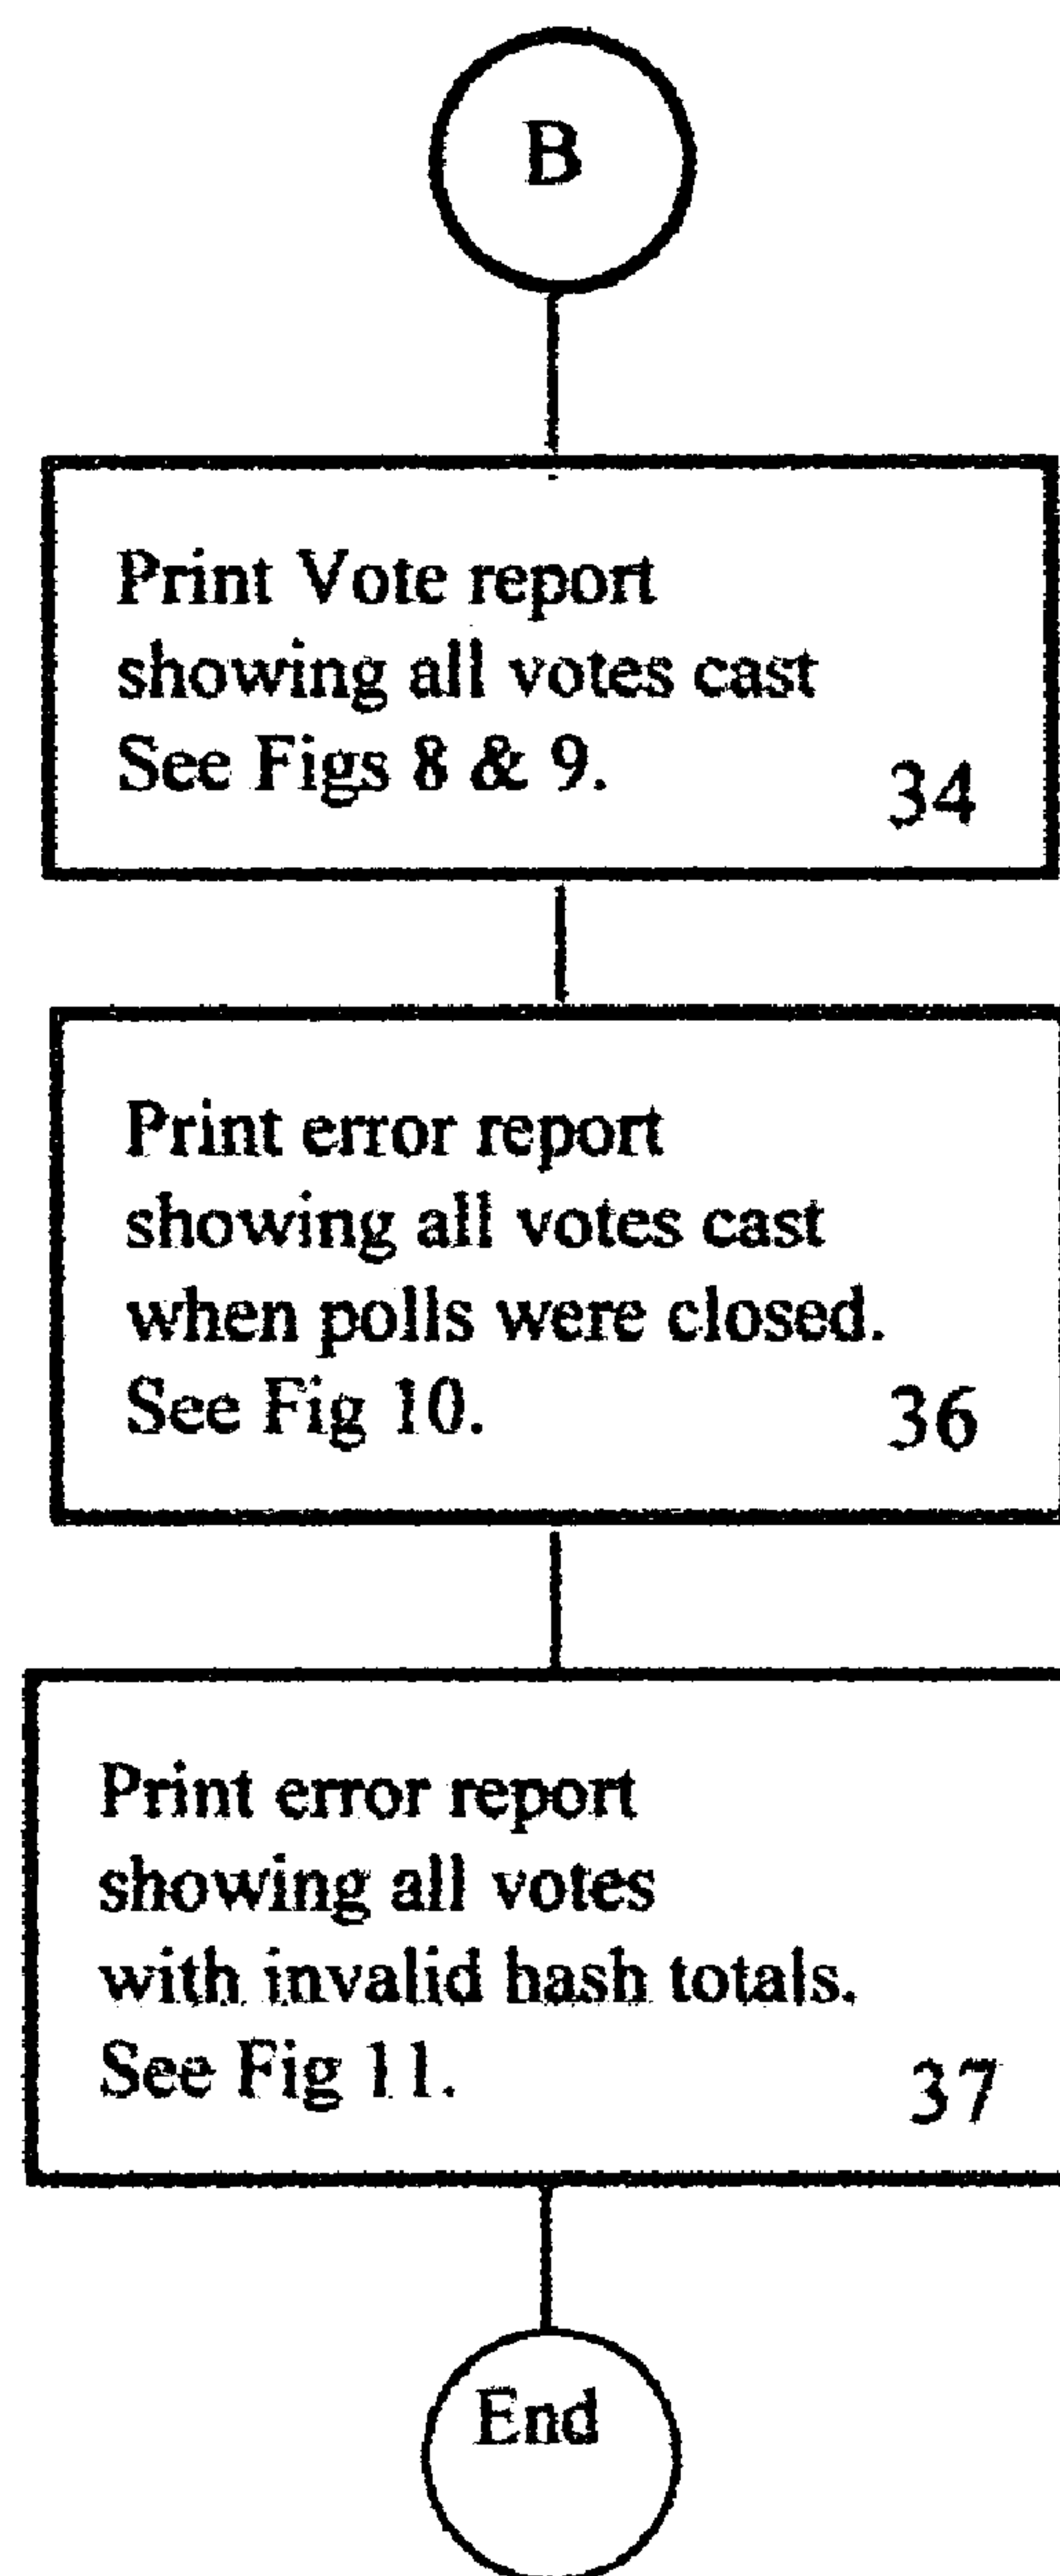 B
Print Vote report
showing all votes cast
See Figs 8 & 9.
34
Print error report
showing all votes cast
when polls were closed.
See Fig 10.
36
Print error report
showing all votes
with invalid hash totals.
See Fig 11.
37
End